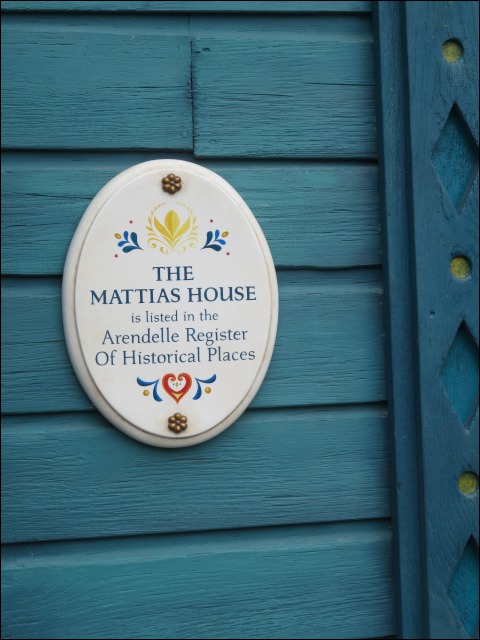 THE
MATTIAS HOUSE
is listed in the
Arendelle Register
Of Historical Places